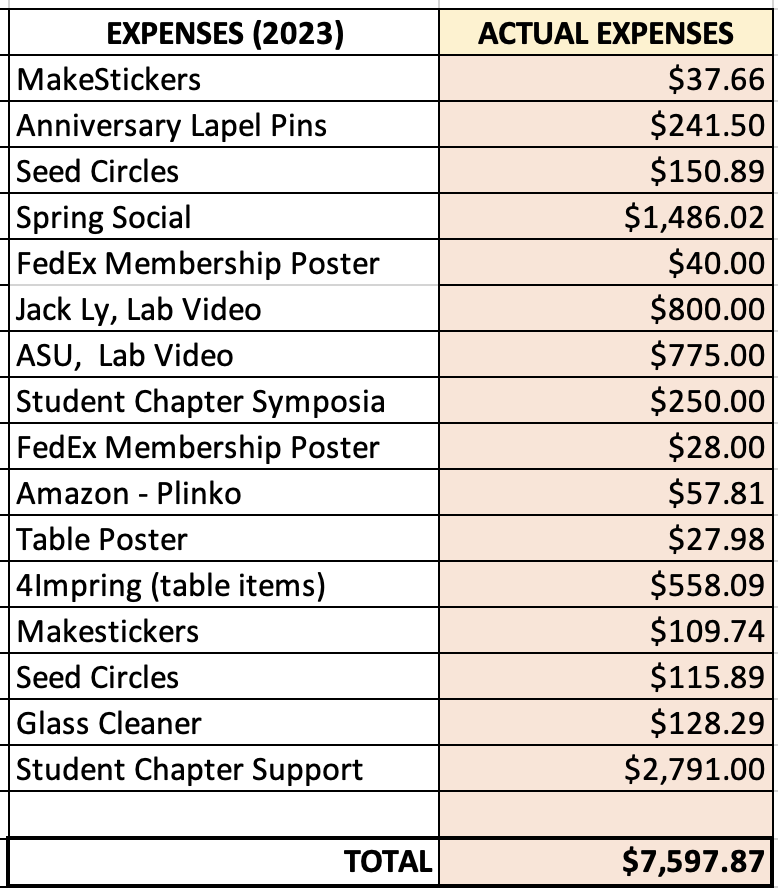 EXPENSES (2023) ACTUAL EXPENSES
MakeStickers $37.66
Anniversary Lapel Pins $241.50
Seed Circles $150.89
Spring Social $1,486.02
FedEx Membership Poster $40.00
Jack Ly, Lab Video $800.00
ASU,  Lab Video $775.00
Student Chapter Symposia $250.00
FedEx Membership Poster $28.00
Amazon - Plinko $57.81
Table Poster $27.98
4Impring (table items) $558.09
Makestickers $109.74
Seed Circles $115.89
Glass Cleaner $128.29
Student Chapter Support $2,791.00
TOTAL $7,597.87